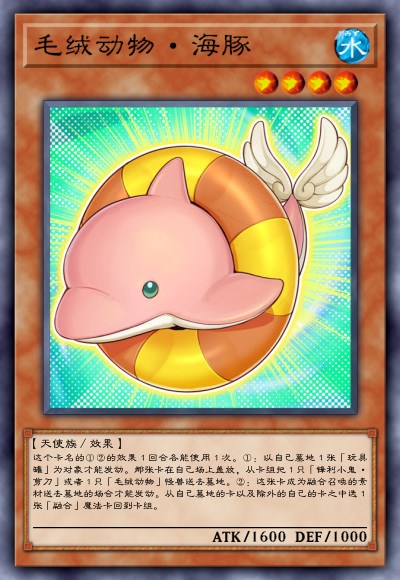 毛绒动物·海豚
水
【天使族/效果】
这个卡名的①②的效果1回合各能使用1次。①:以自己墓地1张「玩具
罐」为对象才能发动。那张卡在自己场上盖放,从卡组把1只「锋利小鬼·
剪刀」或者1只「毛绒动物」怪兽送去墓地。②:这张卡成为融合召唤的素
材送去墓地的场合才能发动。从自己墓地的卡以及除外的自己的卡之中选1
张「融合」魔法卡回到卡组。
ATK/1600 DEF/1000